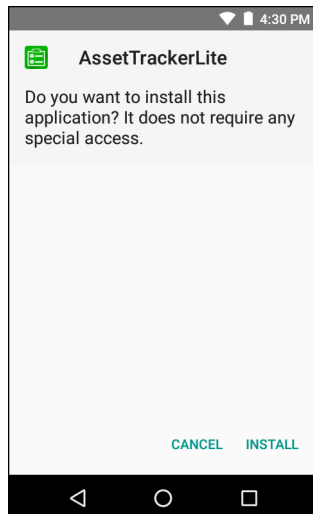 4:30 PM
AssetTrackerLite
Do you want to install this
application? It does not require any
special access.
CANCEL INSTALL